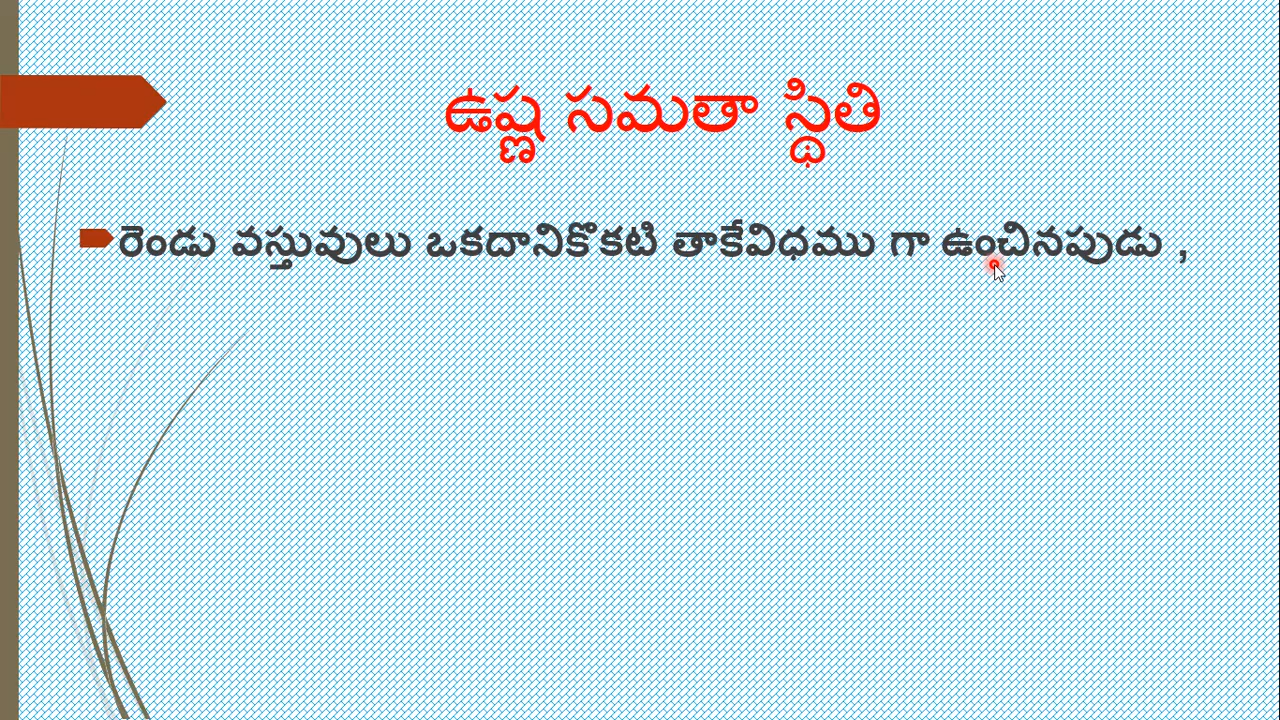 ఉష్ణ సమతా స్థితి
రెండు వస్తువులు ఒకదానికొకటి తాకేవిధము గా ఉంచినపుడు ,